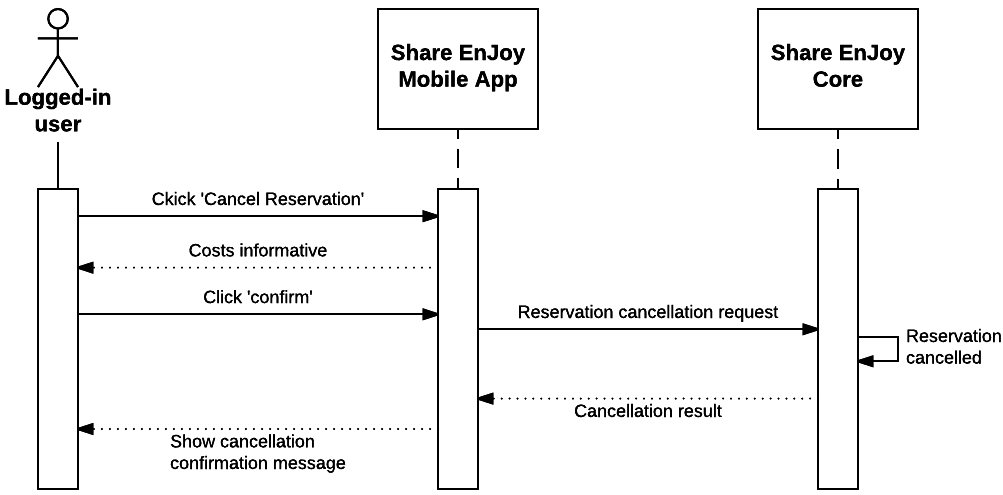 Share EnJoy
Mobile App
Share EnJoy
Core
Logged-in
user
Ckick 'Cancel Reservation'
Costs informative
Click 'confirm'
Reservation cancellation request
Reservation
cancelled
Cancellation result
Show cancellation
confirmation message